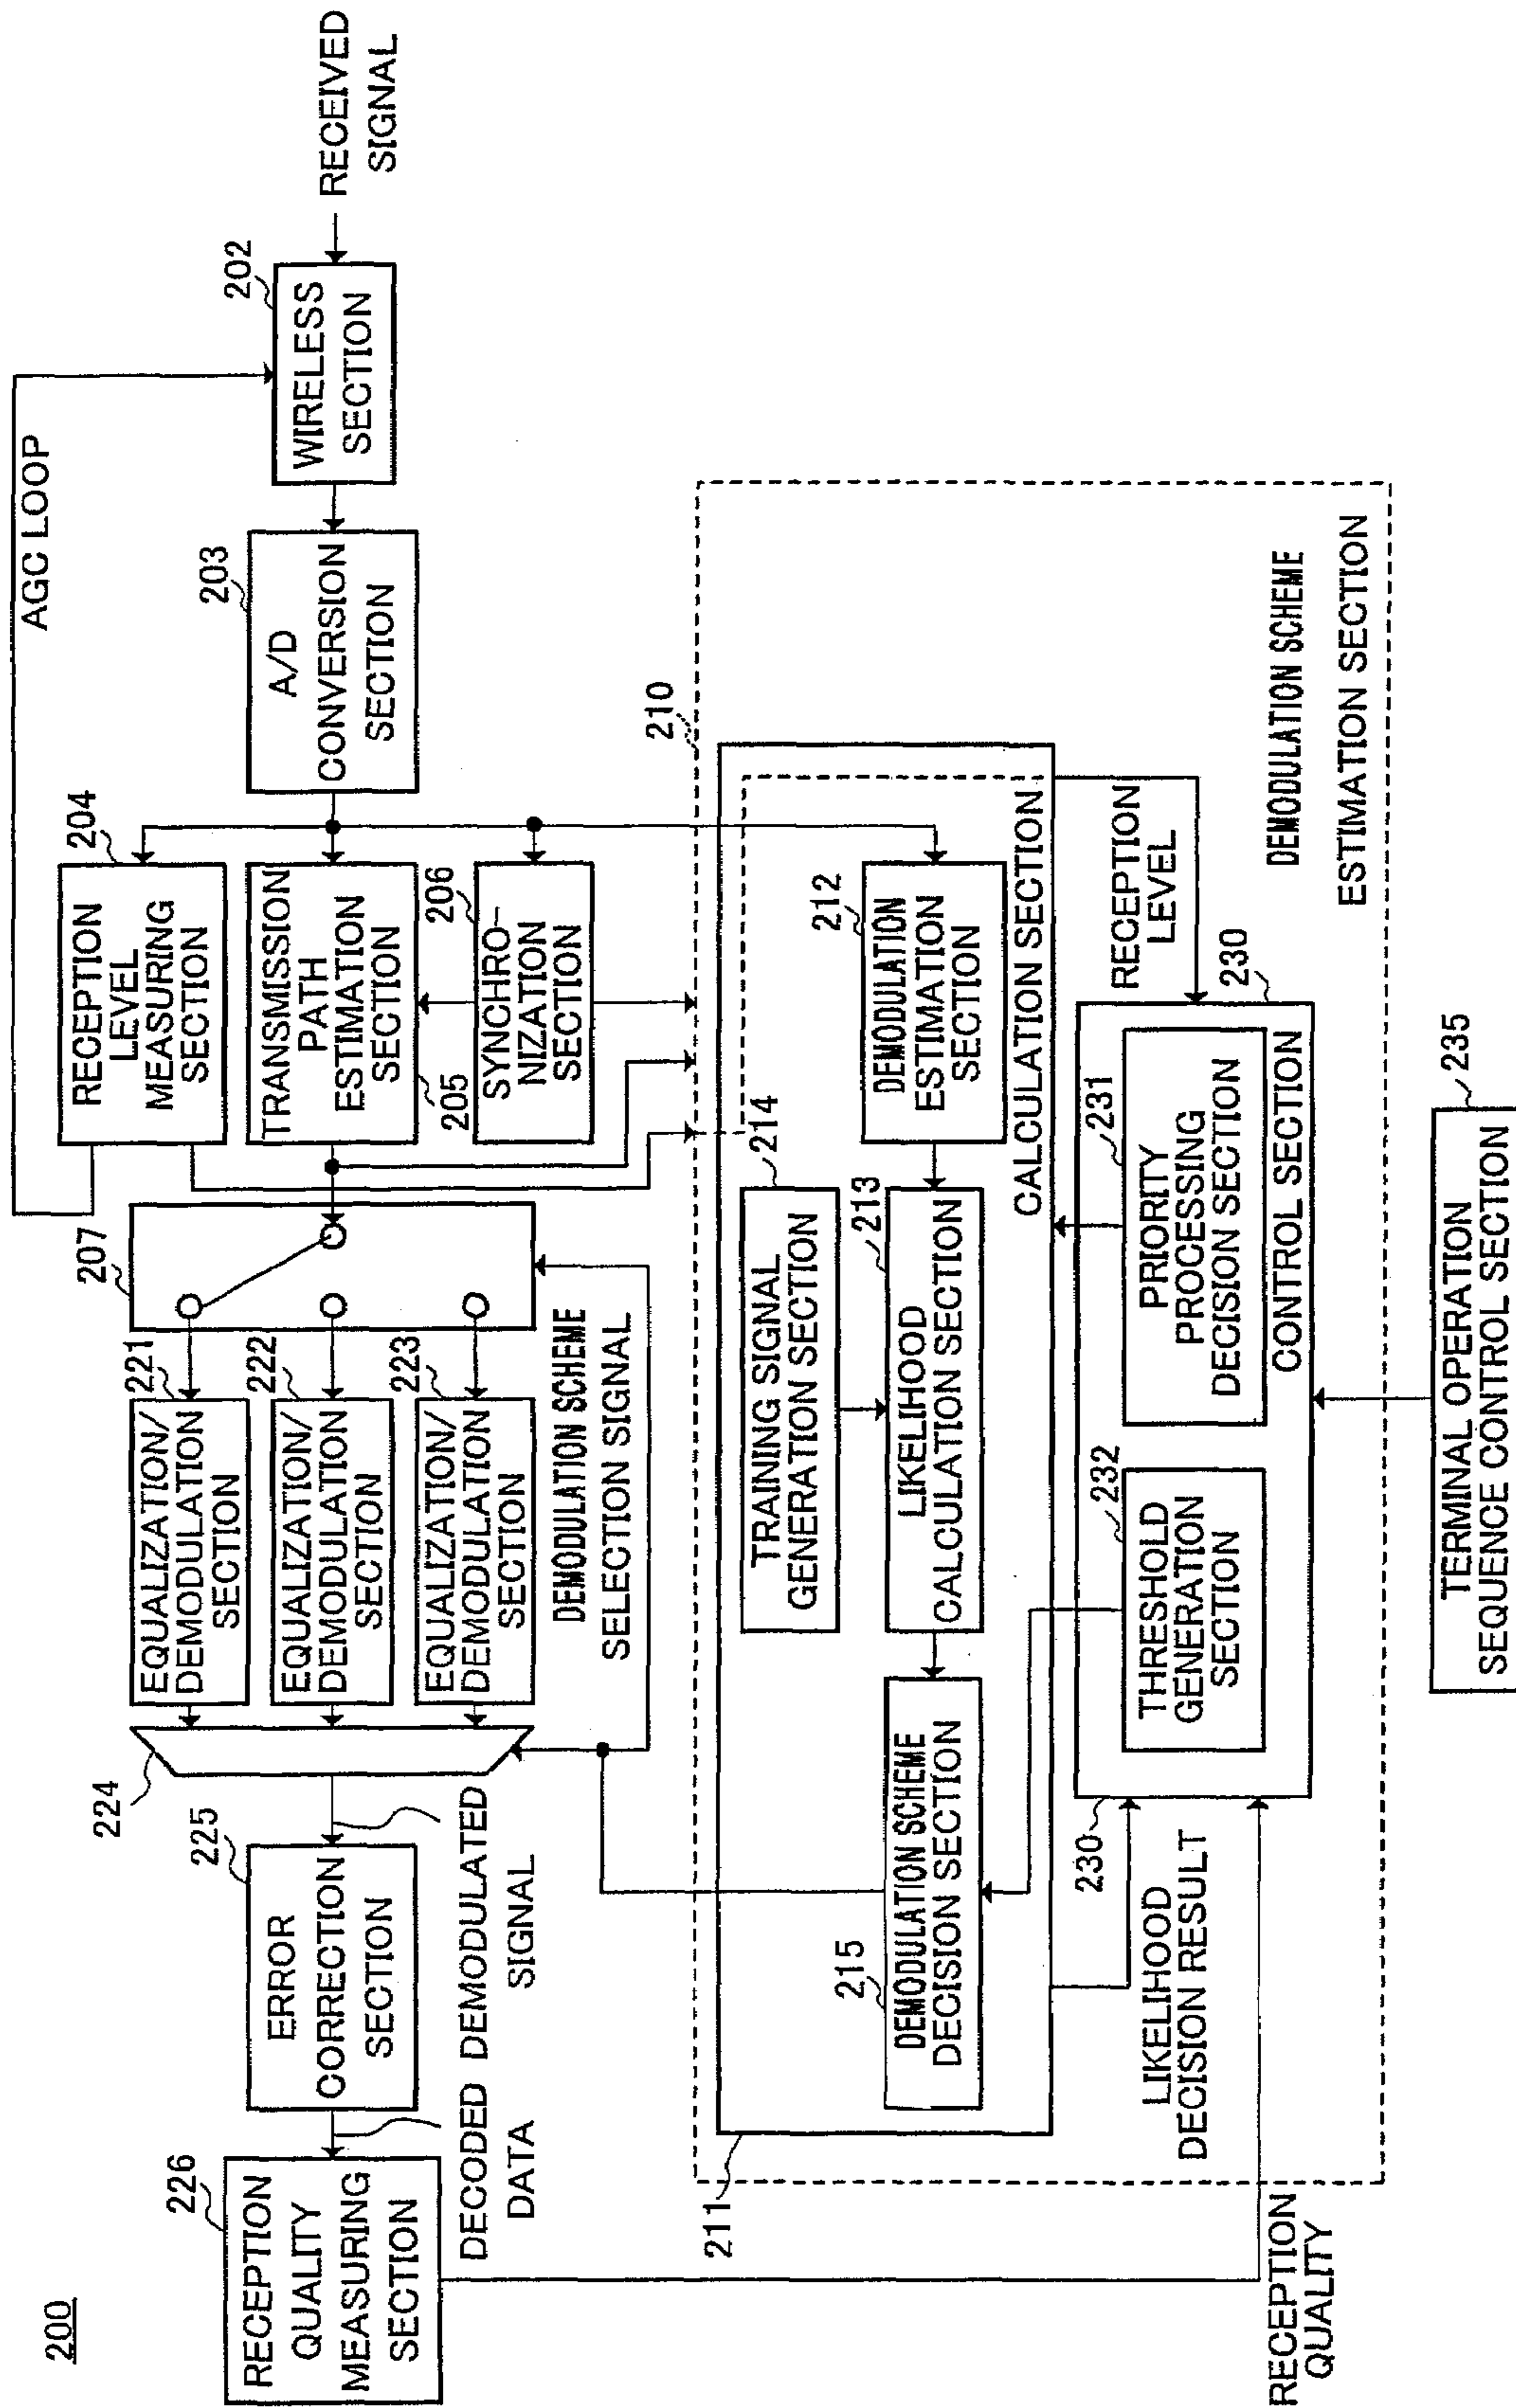 200
AGC LOOP
RECEIVED
SIGNAL
202
WIRELESS
SECTION
203
A/D
CONVERSION
SECTION
204
RECEPTION
LEVEL
MEASURING
SECTION
TRANSMISSION
PATH
ESTIMATION
SECTION
205
206
SYNCHRO-
NIZATION
SECTION
207
221
EQUALIZATION/
DEMODULATION
SECTION
222
EQUALIZATION/
DEMODULATION
SECTION
223
EQUALIZATION/
DEMODULATION
SECTION
DEMODULATION SCHEME
SELECTION SIGNAL
224
225
ERROR
CORRECTION
SECTION
DEMODULATED
SIGNAL
DECODED
DATA
226
RECEPTION
QUALITY
MEASURING
SECTION
210
211
212
DEMODULATION
ESTIMATION
SECTION
214
TRAINING SIGNAL
GENERATION SECTION
213
LIKELIHOOD
CALCULATION SECTION
215
DEMODULATION SCHEME
DECISION SECTION
CALCULATION SECTION
RECEPTION
LEVEL
230
231
PRIORITY
PROCESSING
DECISION SECTION
232
THRESHOLD
GENERATION
SECTION
CONTROL SECTION
230
LIKELIHOOD
DECISION RESULT
DEMODULATION SCHEME
ESTIMATION SECTION
RECEPTION
QUALITY
235
TERMINAL OPERATION
SEQUENCE CONTROL SECTION